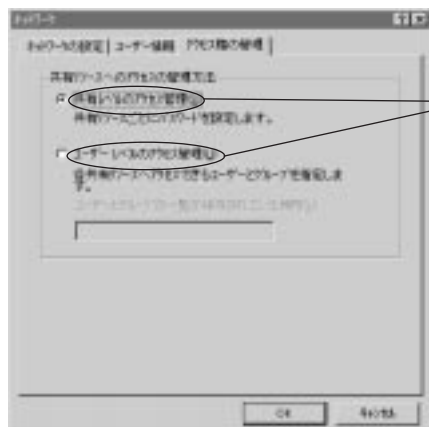 ネットワーク
ネットワークの設定 ユーザー情報 アクセス権の管理
共有リソースへのアクセスの管理方法
共有レベルのアクセス管理(S)
共有リソースごとにパスワードを設定します。
ユーザー レベルのアクセス管理(U)
各共有リソースへアクセスできるユーザーとグループを指定しま
す。
OK キャンセル